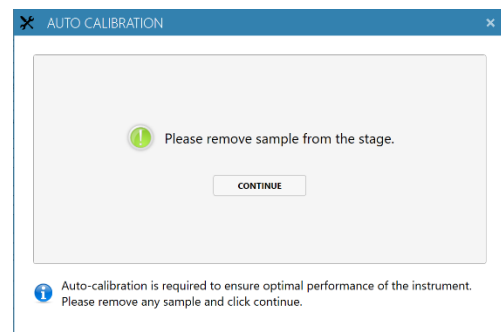 AUTO CALIBRATION
Please remove sample from the stage.
CONTINUE
Auto-calibration is required to ensure optimal performance of the instrument.
Please remove any sample and click continue.